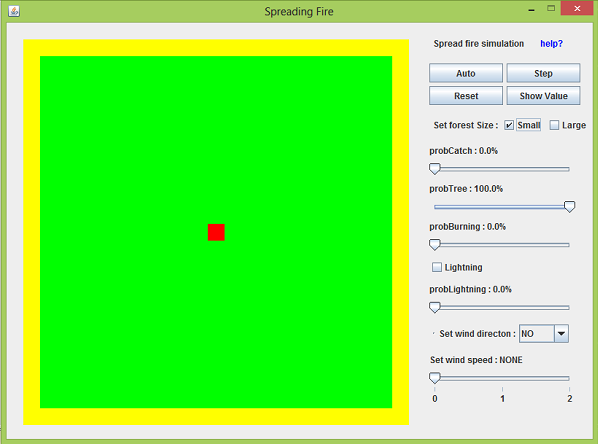 Spreading Fire
Spread fire simulation help?
Auto Step
Reset Show Value
Set forest Size : Small Large
probCatch : 0.0%
probTree : 100.0%
probBurning : 0.0%
Lightning
probLightning : 0.0%
Set wind directon : NO
Set wind speed : NONE
0 1 2